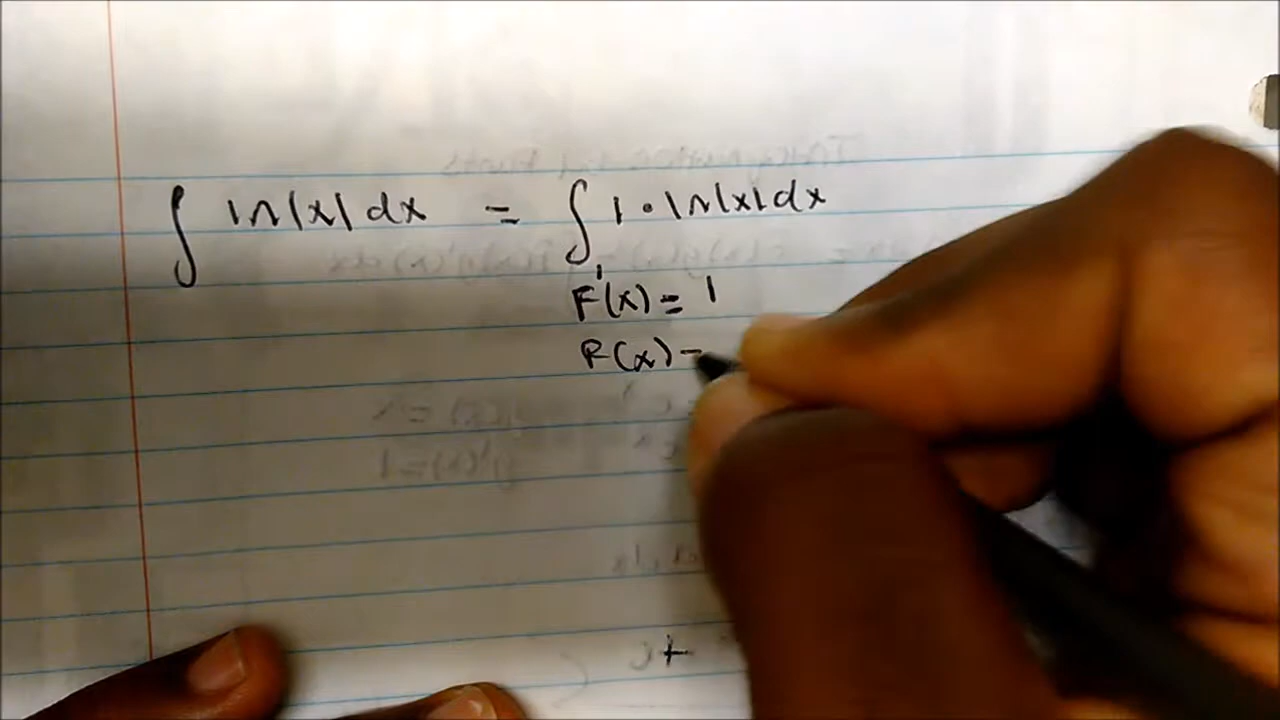 ∫ ln|x| dx = ∫ 1 · ln|x| dx
F'(x) = 1
F(x) =